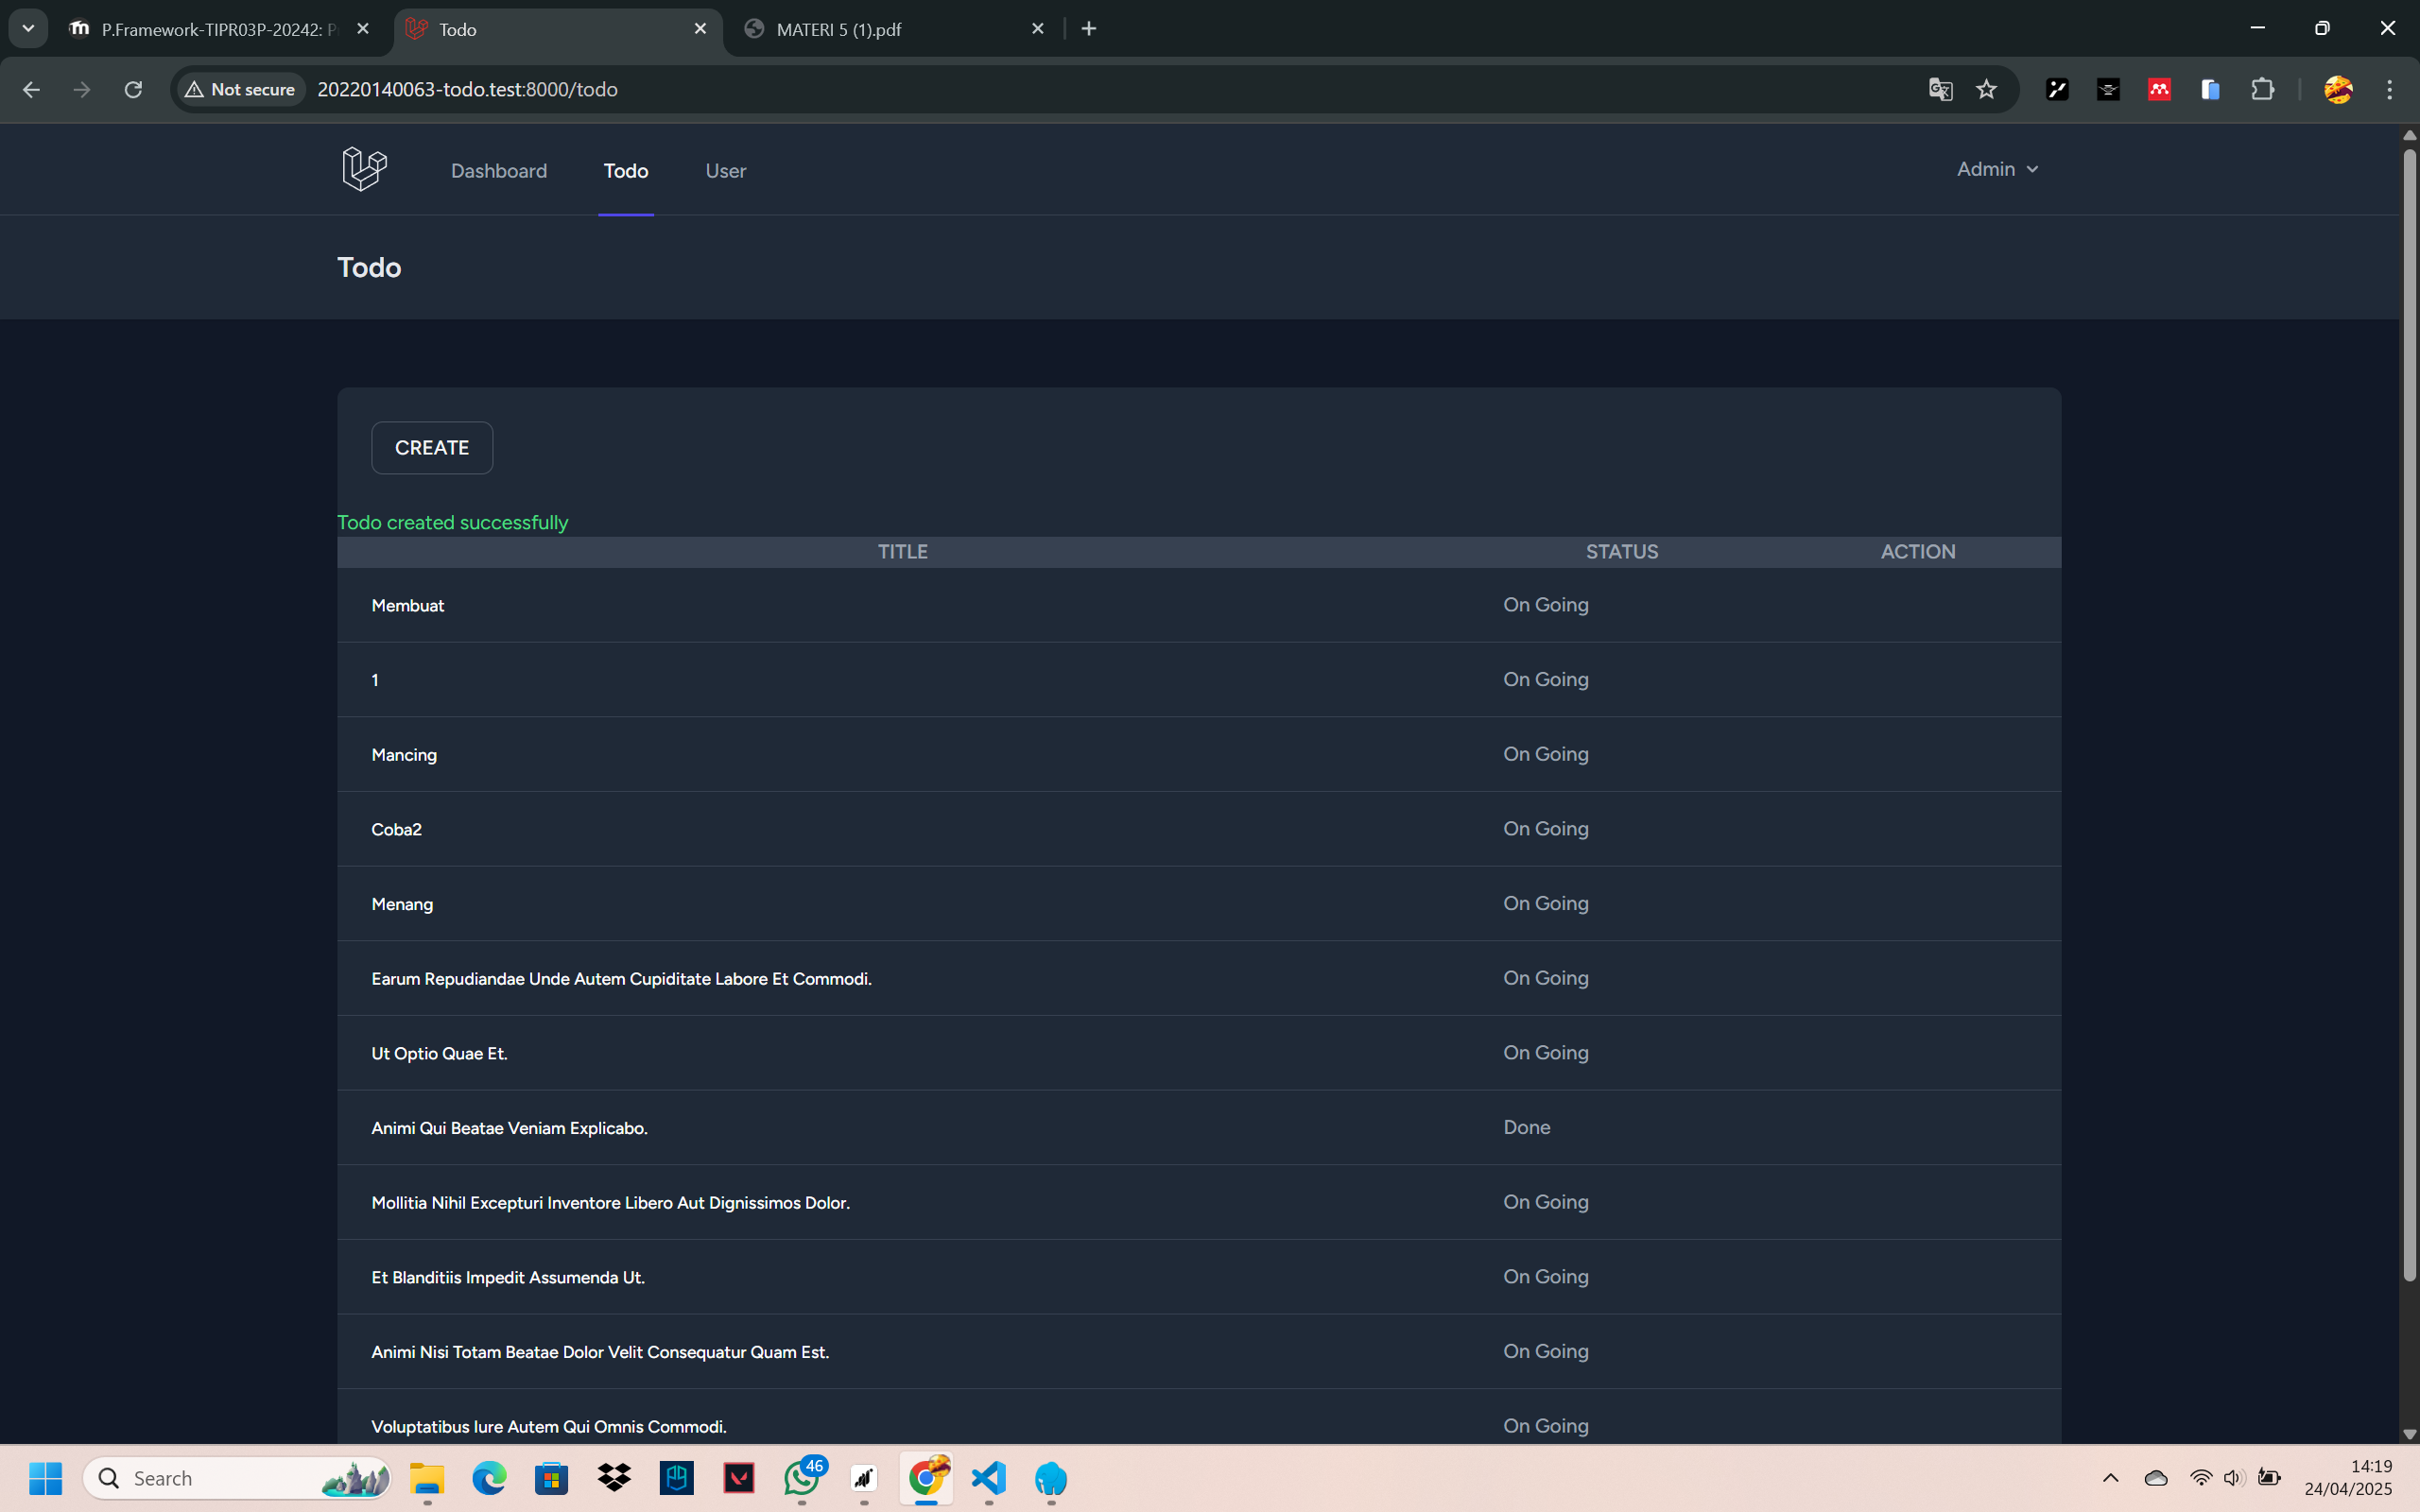 P.Framework-TIPR03P-20242: P
Todo
MATERI 5 (1).pdf
Not secure
20220140063-todo.test:8000/todo
Dashboard
Todo
User
Admin
Todo
CREATE
Todo created successfully
TITLE STATUS ACTION
Membuat On Going
1 On Going
Mancing On Going
Coba2 On Going
Menang On Going
Earum Repudiandae Unde Autem Cupiditate Labore Et Commodi. On Going
Ut Optio Quae Et. On Going
Animi Qui Beatae Veniam Explicabo. Done
Mollitia Nihil Excepturi Inventore Libero Aut Dignissimos Dolor. On Going
Et Blanditiis Impedit Assumenda Ut. On Going
Animi Nisi Totam Beatae Dolor Velit Consequatur Quam Est. On Going
Voluptatibus Iure Autem Qui Omnis Commodi. On Going
Search
46
14:19
24/04/2025